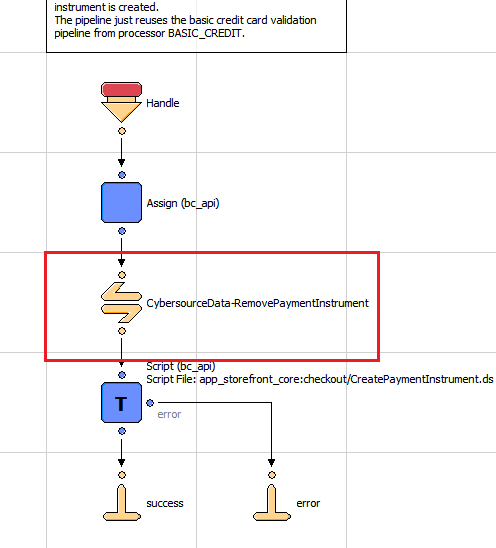 instrument is created.
The pipeline just reuses the basic credit card validation
pipeline from processor BASIC_CREDIT.
Handle
Assign (bc_api)
CybersourceData-RemovePaymentInstrument
Script (bc_api)
Script File: app_storefront_core:checkout/CreatePaymentInstrument.ds
T
error
success
error